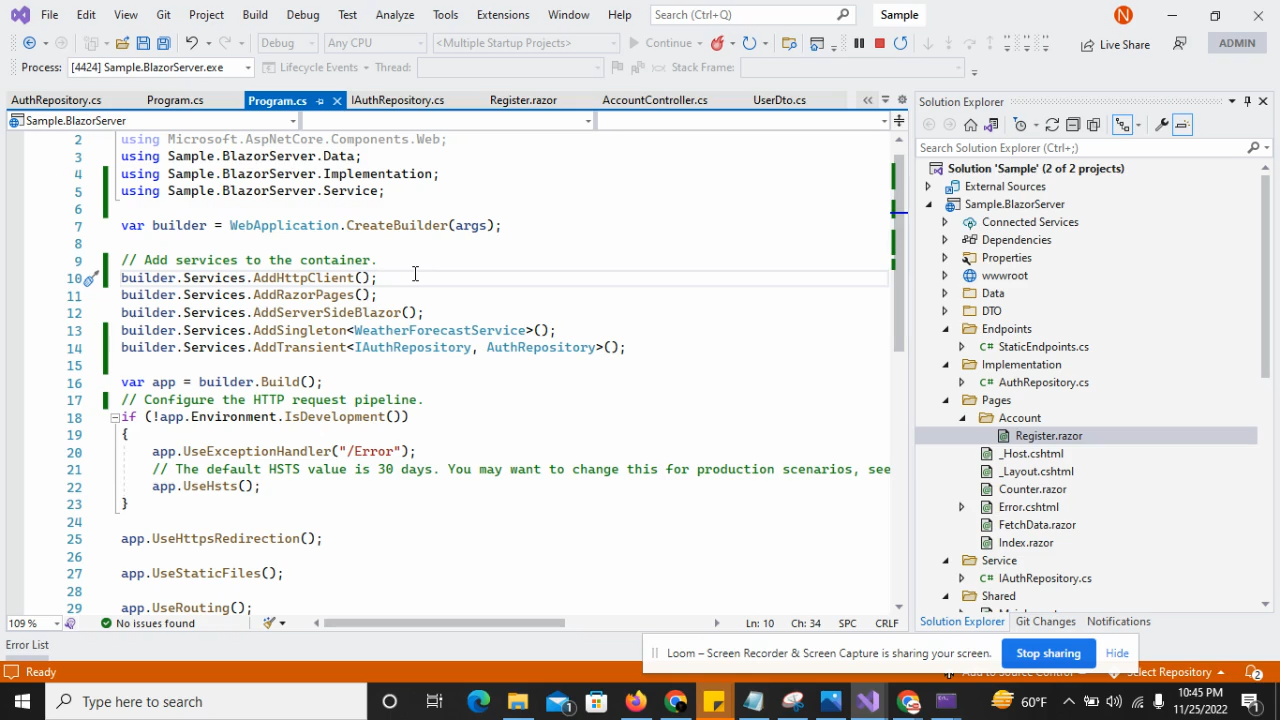 File Edit View Git Project Build Debug Test Analyze Tools Extensions Window Help Search (Ctrl+Q) Sample N
Debug Any CPU <Multiple Startup Projects> Continue Live Share ADMIN
Process: [4424] Sample.BlazorServer.exe Lifecycle Events Thread: Stack Frame:
AuthRepository.cs Program.cs Program.cs IAuthRepository.cs Register.razor AccountController.cs UserDto.cs
Sample.BlazorServer
2 using Microsoft.AspNetCore.Components.Web;
3 using Sample.BlazorServer.Data;
4 using Sample.BlazorServer.Implementation;
5 using Sample.BlazorServer.Service;
6
7 var builder = WebApplication.CreateBuilder(args);
8
9 // Add services to the container.
10 builder.Services.AddHttpClient();
11 builder.Services.AddRazorPages();
12 builder.Services.AddServerSideBlazor();
13 builder.Services.AddSingleton<WeatherForecastService>();
14 builder.Services.AddTransient<IAuthRepository, AuthRepository>();
15
16 var app = builder.Build();
17 // Configure the HTTP request pipeline.
18 if (!app.Environment.IsDevelopment())
19 {
20 app.UseExceptionHandler("/Error");
21 // The default HSTS value is 30 days. You may want to change this for production scenarios, see
22 app.UseHsts();
23 }
24
25 app.UseHttpsRedirection();
26
27 app.UseStaticFiles();
28
29 app.UseRouting();
109 % No issues found Ln: 10 Ch: 34 SPC CRLF
Error List
Ready
Solution Explorer
Search Solution Explorer (Ctrl+;)
Solution 'Sample' (2 of 2 projects)
External Sources
Sample.BlazorServer
Connected Services
Dependencies
Properties
wwwroot
Data
DTO
Endpoints
C# StaticEndpoints.cs
Implementation
C# AuthRepository.cs
Pages
Account
Register.razor
_Host.cshtml
_Layout.cshtml
Counter.razor
Error.cshtml
FetchData.razor
Index.razor
Service
C# IAuthRepository.cs
Shared
Solution Explorer Git Changes Notifications
Loom – Screen Recorder & Screen Capture is sharing your screen. Stop sharing Hide
Add to Source Control Select Repository 2
Type here to search 1 60°F 10:45 PM
11/25/2022 1